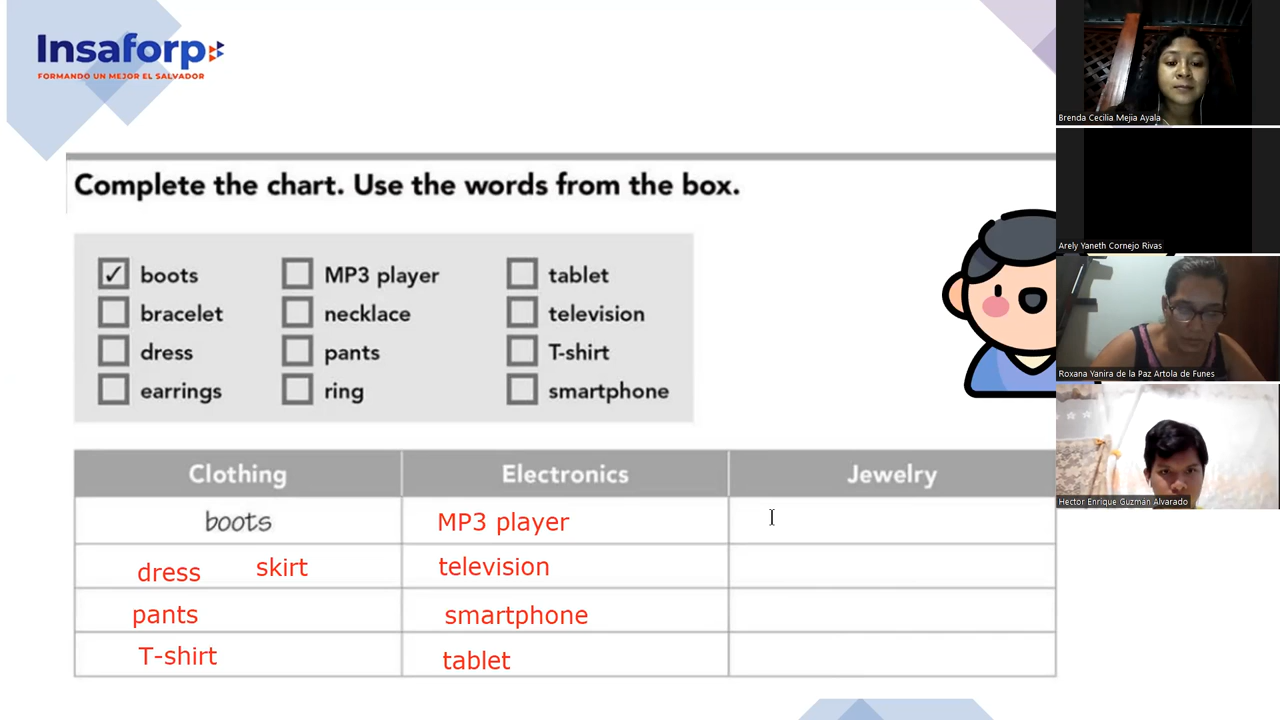 Insaforp
FORMANDO UN MEJOR EL SALVADOR
Complete the chart. Use the words from the box.
✓ boots MP3 player tablet
bracelet necklace television
dress pants T-shirt
earrings ring smartphone
Clothing Electronics Jewelry
boots MP3 player
dress skirt television
pants smartphone
T-shirt tablet
Brenda Cecilia Mejia Ayala
Arely Yaneth Cornejo Rivas
Roxana Yanira de la Paz Artola de Funes
Hector Enrique Guzmán Alvarado